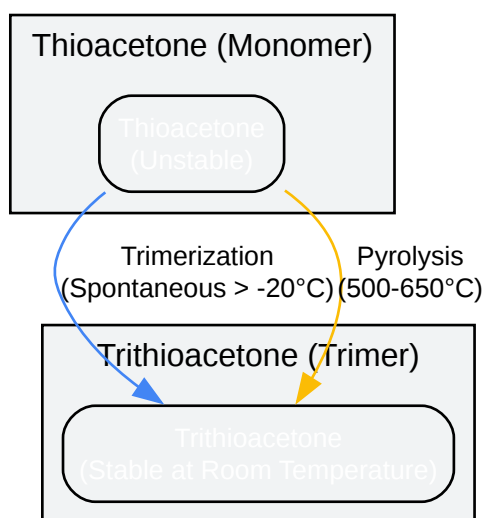 Thioacetone (Monomer)
Thioacetone
(Unstable)
Trimerization
(Spontaneous > -20°C)
Pyrolysis
(500-650°C)
Trithioacetone (Trimer)
Trithioacetone
(Stable at Room Temperature)